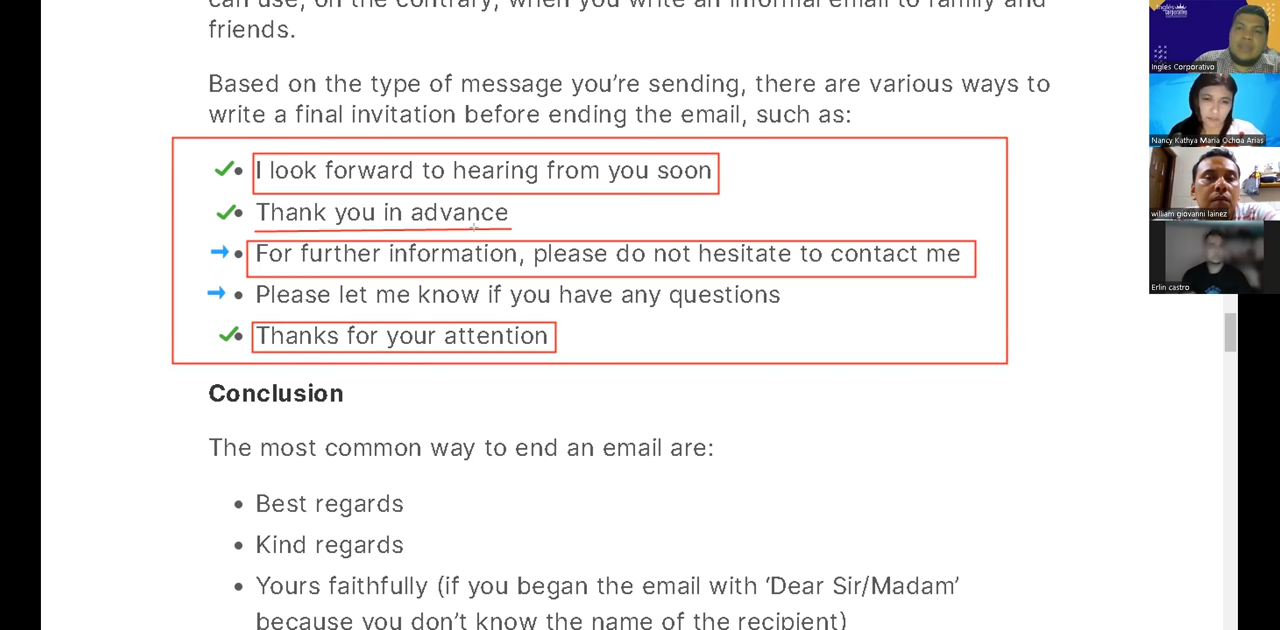 can use, on the contrary, when you write an informal email to family and
friends.
Based on the type of message you’re sending, there are various ways to
write a final invitation before ending the email, such as:
• I look forward to hearing from you soon
• Thank you in advance
• For further information, please do not hesitate to contact me
• Please let me know if you have any questions
• Thanks for your attention
Conclusion
The most common way to end an email are:
• Best regards
• Kind regards
• Yours faithfully (if you began the email with ‘Dear Sir/Madam’
because you don’t know the name of the recipient)
Inglés Corporativo
Nancy Kathya Maria Ochoa Arias
william giovanni lainez
Erlin castro